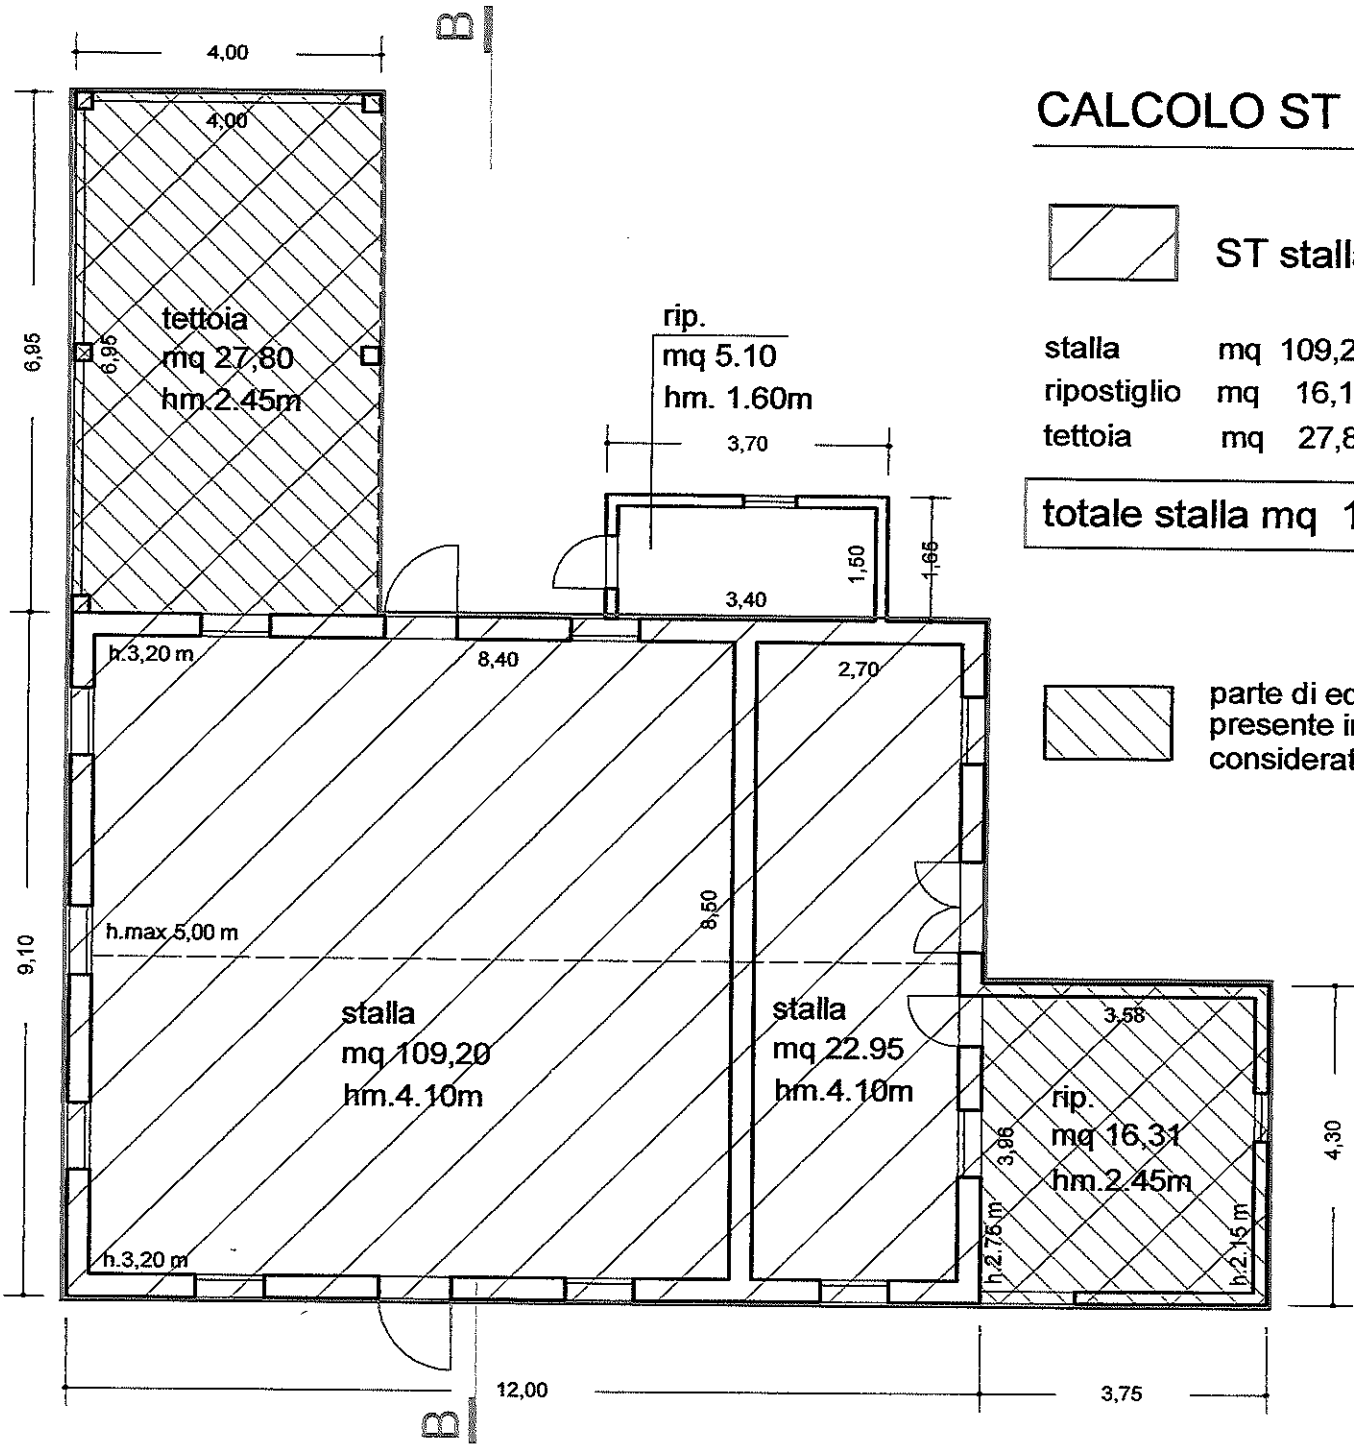 B
4,00
CALCOLO ST
4,00
ST stalla
tettoia
mq 27,80
hm.2.45m
6,95
6,95
rip.
mq 5.10
hm. 1.60m
3,70
stalla mq 109,2
ripostiglio mq 16,1
tettoia mq 27,8
totale stalla mq 1
1,50
1,65
3,40
h.3,20 m
8,40
2,70
parte di ed
presente i
considerat
8,50
h.max 5,00 m
9,10
stalla
mq 109,20
hm.4.10m
stalla
mq 22.95
hm.4.10m
3,58
rip.
mq 16,31
hm.2.45m
3,96
4,30
h.2.75 m
h.2.15 m
h.3,20 m
12,00
3,75
B